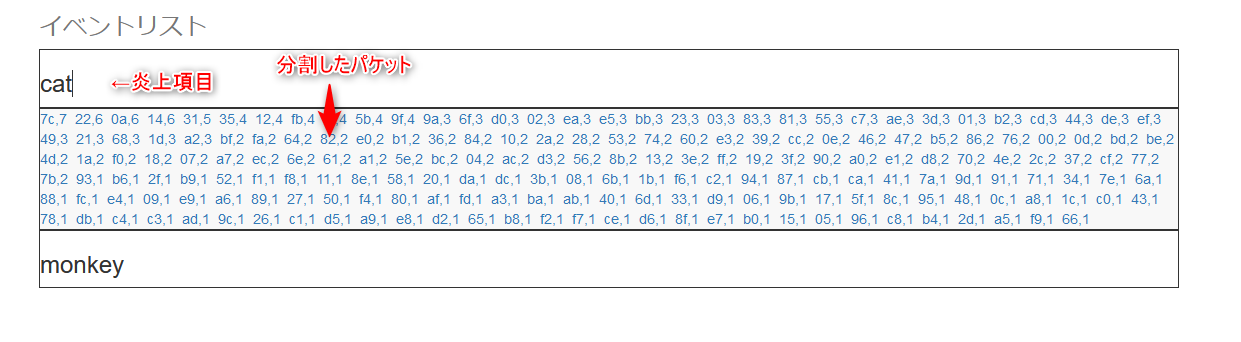 イベントリスト
分割したパケット
cat ←炎上項目
7c,7 22,6 0a,6 14,6 31,5 35,4 12,4 fb,4 ,4 5b,4 9f,4 9a,3 6f,3 d0,3 02,3 ea,3 e5,3 bb,3 23,3 03,3 83,3 81,3 55,3 c7,3 ae,3 3d,3 01,3 b2,3 cd,3 44,3 de,3 ef,3
49,3 21,3 68,3 1d,3 a2,3 bf,2 fa,2 64,2 82,2 e0,2 b1,2 36,2 84,2 10,2 2a,2 28,2 53,2 74,2 60,2 e3,2 39,2 cc,2 0e,2 46,2 47,2 b5,2 86,2 76,2 00,2 0d,2 bd,2 be,2
4d,2 1a,2 f0,2 18,2 07,2 a7,2 ec,2 6e,2 61,2 a1,2 5e,2 bc,2 04,2 ac,2 d3,2 56,2 8b,2 13,2 3e,2 ff,2 19,2 3f,2 90,2 a0,2 e1,2 d8,2 70,2 4e,2 2c,2 37,2 cf,2 77,2
7b,2 93,1 b6,1 2f,1 b9,1 52,1 f1,1 f8,1 11,1 8e,1 58,1 20,1 da,1 dc,1 3b,1 08,1 6b,1 1b,1 f6,1 c2,1 94,1 87,1 cb,1 ca,1 41,1 7a,1 9d,1 91,1 71,1 34,1 7e,1 6a,1
88,1 fc,1 e4,1 09,1 e9,1 a6,1 89,1 27,1 50,1 f4,1 80,1 af,1 fd,1 a3,1 ba,1 ab,1 40,1 6d,1 33,1 d9,1 06,1 9b,1 17,1 5f,1 8c,1 95,1 48,1 0c,1 a8,1 1c,1 c0,1 43,1
78,1 db,1 c4,1 c3,1 ad,1 9c,1 26,1 c1,1 d5,1 a9,1 e8,1 d2,1 65,1 b8,1 f2,1 f7,1 ce,1 d6,1 8f,1 e7,1 b0,1 15,1 05,1 96,1 c8,1 b4,1 2d,1 a5,1 f9,1 66,1
monkey